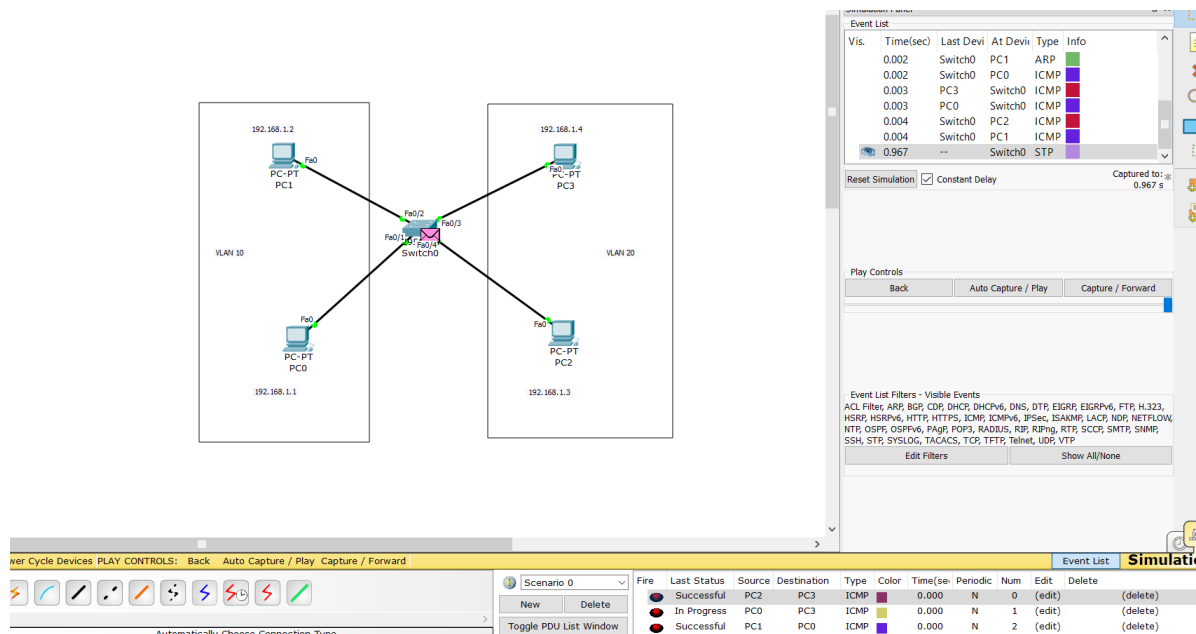 Simulation Panel
Event List
Vis. Time(sec) Last Devi At Devic Type Info
0.002 Switch0 PC1 ARP
0.002 Switch0 PC0 ICMP
0.003 PC3 Switch0 ICMP
0.003 PC0 Switch0 ICMP
0.004 Switch0 PC2 ICMP
0.004 Switch0 PC1 ICMP
0.967 -- Switch0 STP
Reset Simulation Constant Delay Captured to: *
0.967 s
Play Controls
Back Auto Capture / Play Capture / Forward
Event List Filters - Visible Events
ACL Filter, ARP, BGP, CDP, DHCP, DHCPv6, DNS, DTP, EIGRP, EIGRPv6, FTP, H.323,
HSRP, HSRPv6, HTTP, HTTPS, ICMP, ICMPv6, IPSec, ISAKMP, LACP, NDP, NETFLOW,
NTP, OSPF, OSPFv6, PAgP, POP3, RADIUS, RIP, RIPng, RTP, SCCP, SMTP, SNMP,
SSH, STP, SYSLOG, TACACS, TCP, TFTP, Telnet, UDP, VTP
Edit Filters Show All/None
192.168.1.2
Fa0
PC-PT
PC1
192.168.1.4
Fa0
PC-PT
PC3
Fa0/2
Fa0/3
Fa0/1
Fa0/4
Switch0
VLAN 10
VLAN 20
Fa0
PC-PT
PC0
192.168.1.1
Fa0
PC-PT
PC2
192.168.1.3
wer Cycle Devices PLAY CONTROLS: Back Auto Capture / Play Capture / Forward
Event List Simulatio
Scenario 0
New Delete
Toggle PDU List Window
Fire Last Status Source Destination Type Color Time(sec Periodic Num Edit Delete
Successful PC2 PC3 ICMP 0.000 N 0 (edit) (delete)
In Progress PC0 PC3 ICMP 0.000 N 1 (edit) (delete)
Successful PC1 PC0 ICMP 0.000 N 2 (edit) (delete)
Automatically Choose Connection Type